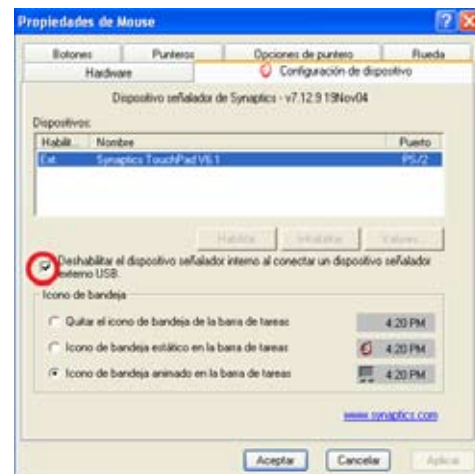 Propiedades de Mouse
Botones Punteros Opciones de puntero Rueda
Hardware Configuración de dispositivo
Dispositivo señalador de Synaptics - v7.12.9 19Nov04
Dispositivos:
Habilit... Nombre Puerto
Ext. Synaptics TouchPad V6.1 PS/2
Habilitar Inhabilitar Valores...
Deshabilitar el dispositivo señalador interno al conectar un dispositivo señalador
externo USB.
Icono de bandeja
Quitar el icono de bandeja de la barra de tareas 4:20 PM
Icono de bandeja estático en la barra de tareas 4:20 PM
Icono de bandeja animado en la barra de tareas 4:20 PM
www.synaptics.com
Aceptar Cancelar Aplicar